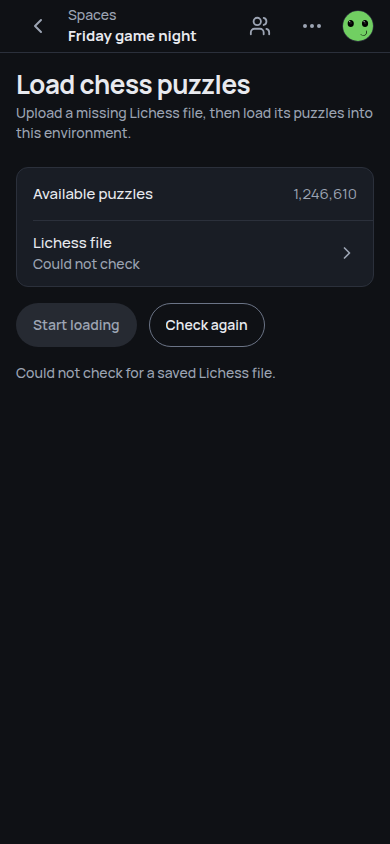 Spaces
Friday game night
Load chess puzzles
Upload a missing Lichess file, then load its puzzles into
this environment.
Available puzzles 1,246,610
Lichess file
Could not check
Start loading Check again
Could not check for a saved Lichess file.